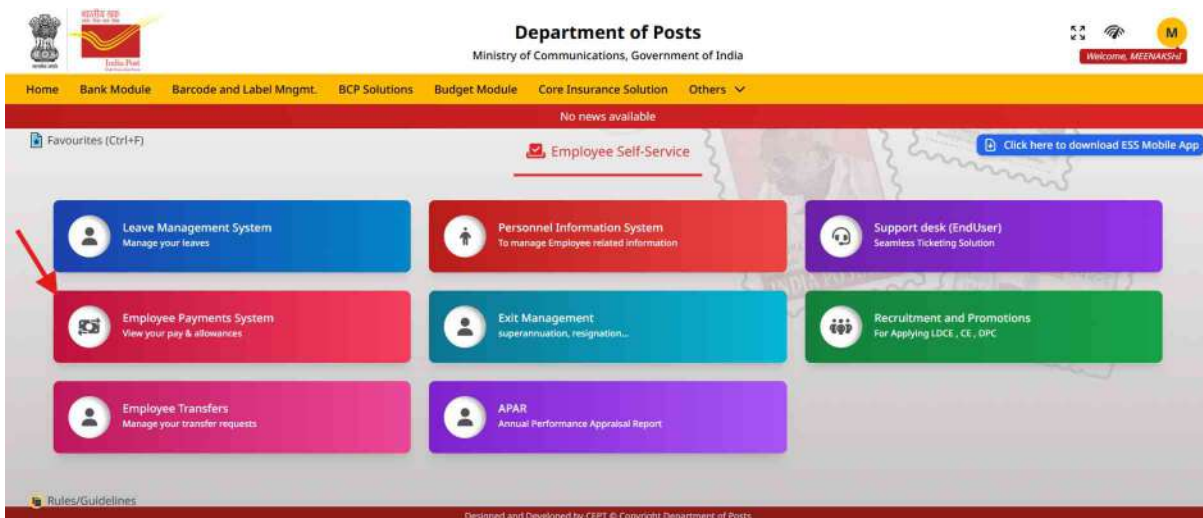 भारतीय डाक
India Post
Department of Posts
Ministry of Communications, Government of India
M
Welcome, MEENAKSHI
Home Bank Module Barcode and Label Mngmt. BCP Solutions Budget Module Core Insurance Solution Others
No news available
Favourites (Ctrl+F)
Employee Self-Service
Click here to download ESS Mobile App
Leave Management System
Manage your leaves
Personnel Information System
To manage Employee related information
Support desk (EndUser)
Seamless Ticketing Solution
Employee Payments System
View your pay & allowances
Exit Management
superannuation, resignation...
Recruitment and Promotions
For Applying LDCE , CE , DPC
Employee Transfers
Manage your transfer requests
APAR
Annual Performance Appraisal Report
Rules/Guidelines
Designed and Developed by CEPT © Copyright Department of Posts